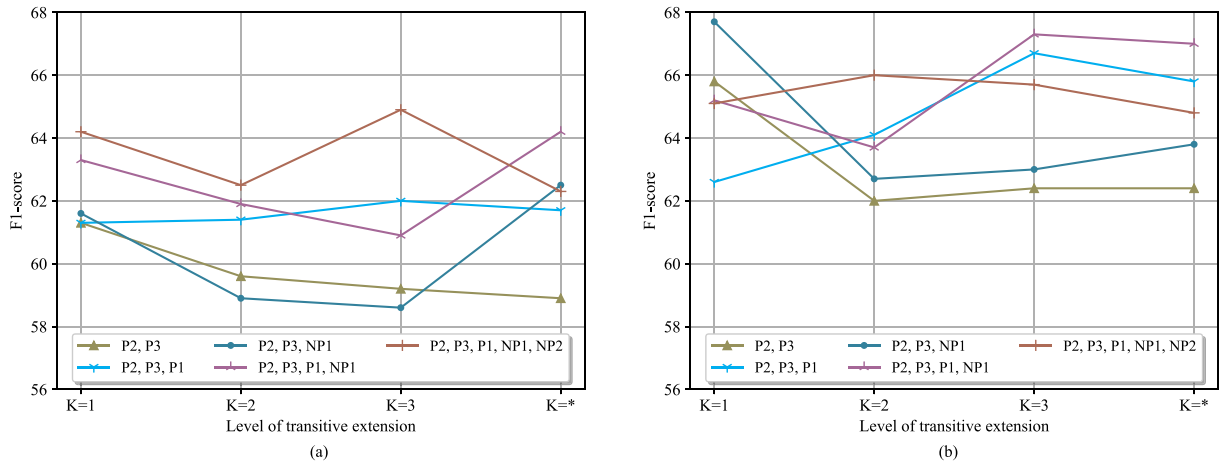 68
66
64
62
60
58
56
F1-score
P2, P3
P2, P3, P1
P2, P3, NP1
P2, P3, P1, NP1
P2, P3, P1, NP1, NP2
K=1 K=2 K=3 K=*
Level of transitive extension
(a)
68
66
64
62
60
58
56
F1-score
P2, P3
P2, P3, P1
P2, P3, NP1
P2, P3, P1, NP1
P2, P3, P1, NP1, NP2
K=1 K=2 K=3 K=*
Level of transitive extension
(b)